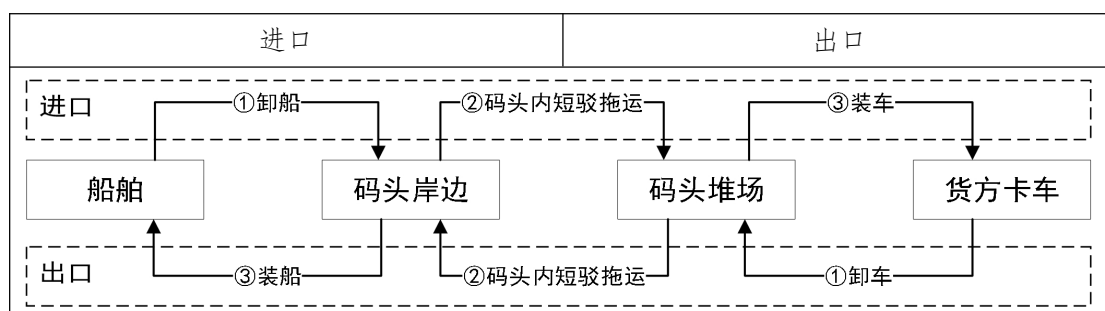 进口 出口
进口 ①卸船 ②码头内短驳拖运 ③装车
船舶 码头岸边 码头堆场 货方卡车
出口 ③装船 ②码头内短驳拖运 ①卸车